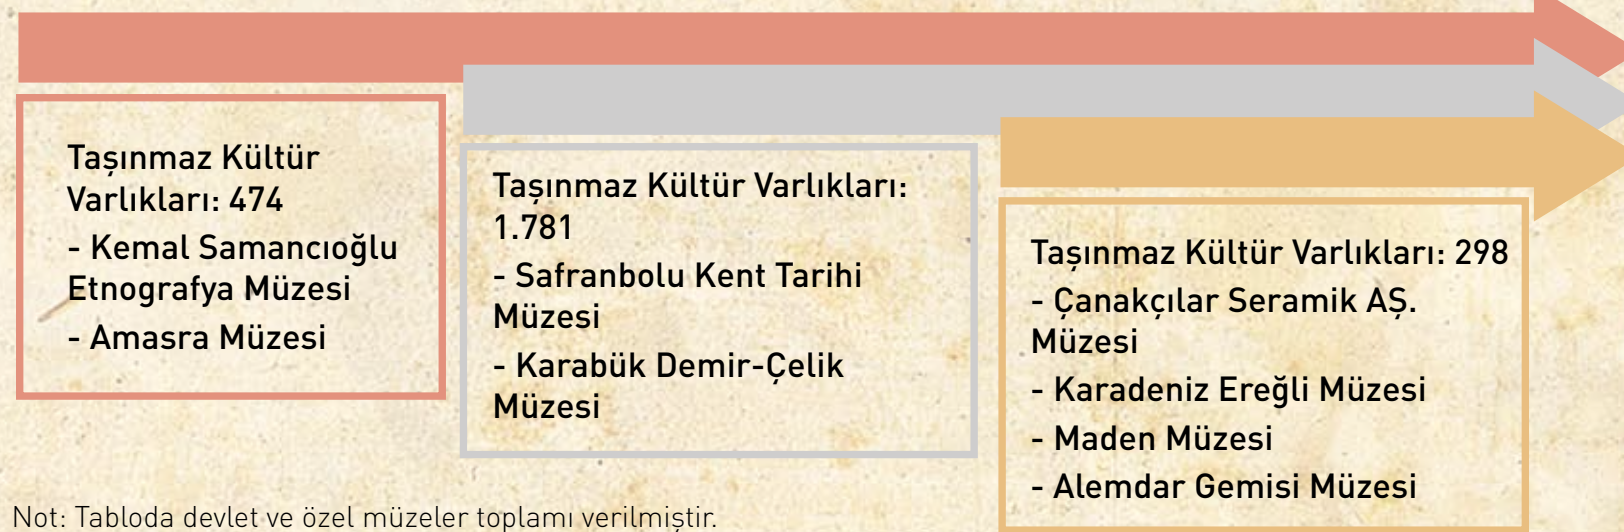 Taşınmaz Kültür
Varlıkları: 474
- Kemal Samancıoğlu
Etnografya Müzesi
- Amasra Müzesi
Taşınmaz Kültür Varlıkları:
1.781
- Safranbolu Kent Tarihi
Müzesi
- Karabük Demir-Çelik
Müzesi
Taşınmaz Kültür Varlıkları: 298
- Çanakçılar Seramik AŞ.
Müzesi
- Karadeniz Ereğli Müzesi
- Maden Müzesi
- Alemdar Gemisi Müzesi
Not: Tabloda devlet ve özel müzeler toplamı verilmiştir.